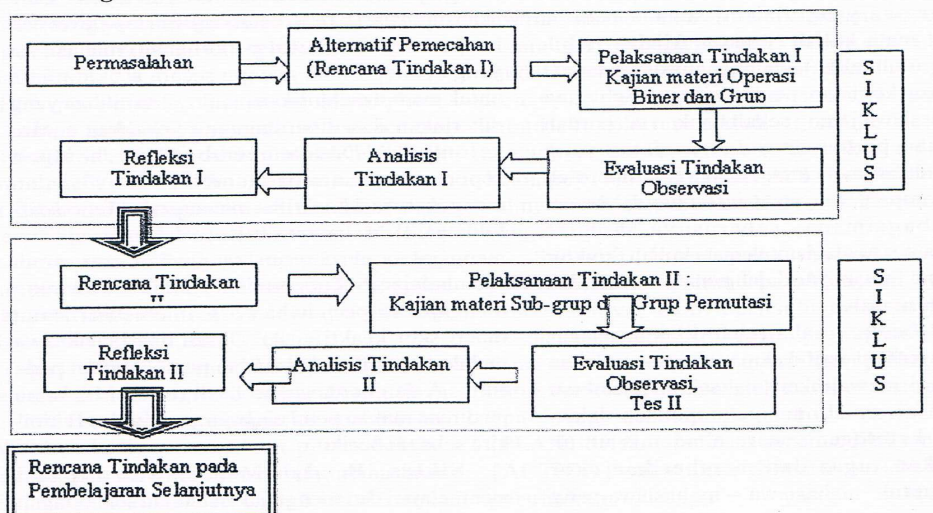 Permasalahan
Alternatif Pemecahan
(Rencana Tindakan I)
Pelaksanaan Tindakan I
Kajian materi Operasi
Biner dan Grup
Refleksi
Tindakan I
Analisis
Tindakan I
Evaluasi Tindakan
Observasi
S
I
K
L
U
S
Rencana Tindakan
Pelaksanaan Tindakan II :
Kajian materi Sub-grup d Grup Permutasi
Refleksi
Tindakan II
Analisis Tindakan
II
Evaluasi Tindakan
Observasi,
Tes II
S
I
K
L
U
S
Rencana Tindakan pada
Pembelajaran Selanjutnya